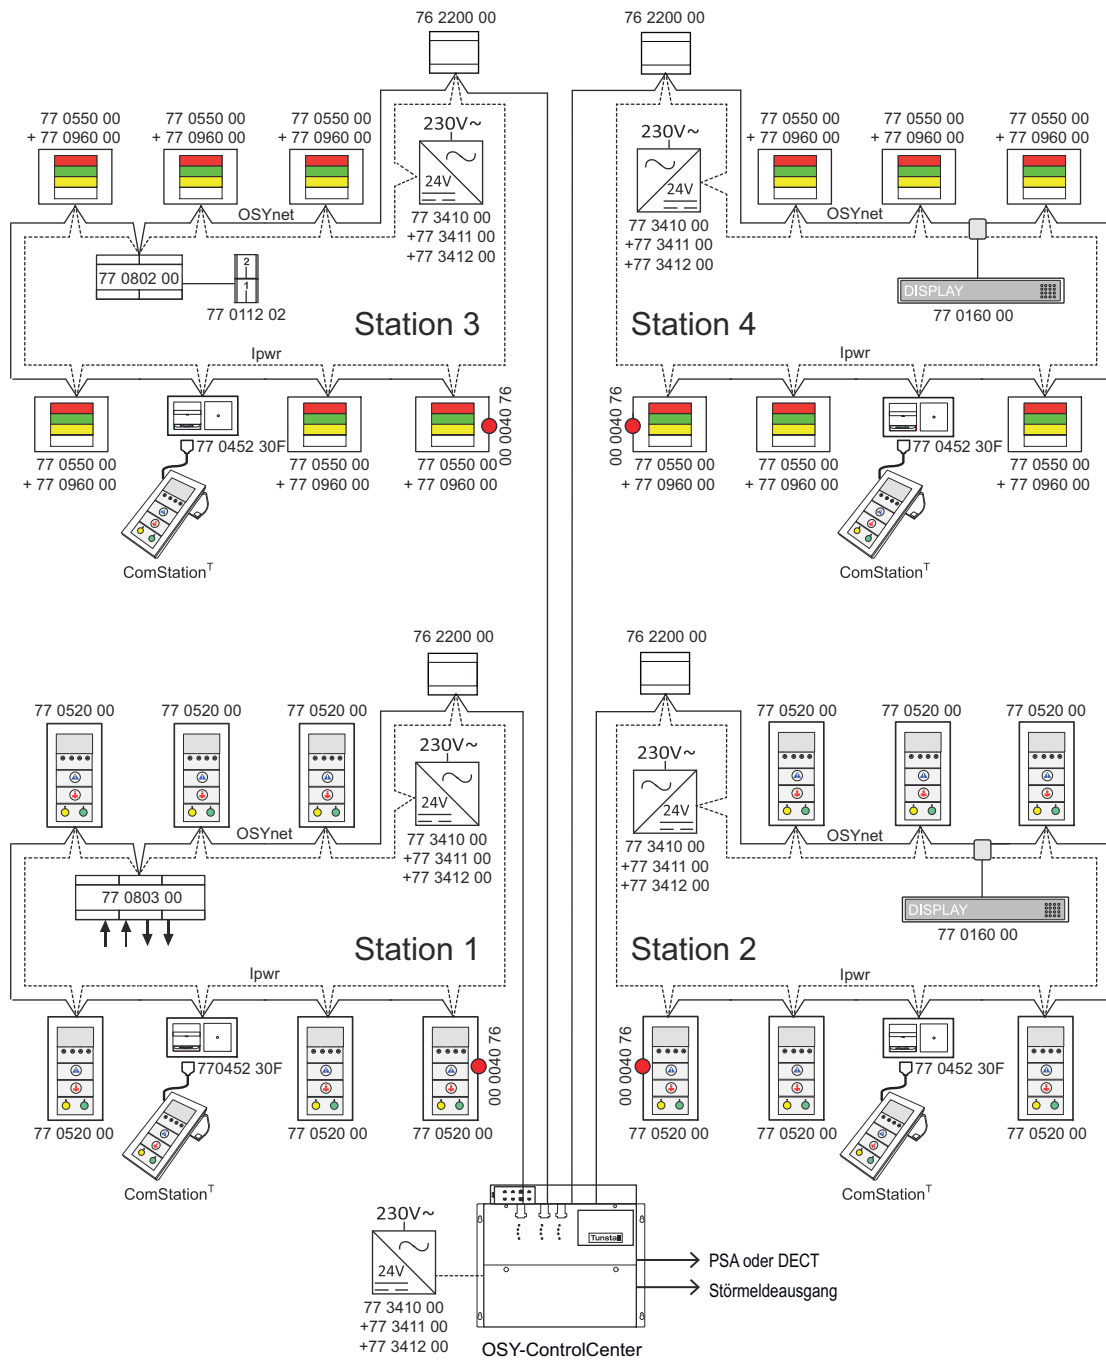 76 2200 00
76 2200 00
77 0550 00
+ 77 0960 00
77 0550 00
+ 77 0960 00
77 0550 00
+ 77 0960 00
230V~
24V
77 3410 00
+77 3411 00
+77 3412 00
OSYnet
77 0802 00
2
1
77 0112 02
Station 3
Ipwr
77 0550 00
+ 77 0960 00
77 0452 30F
ComStation T
77 0550 00
+ 77 0960 00
77 0550 00
+ 77 0960 00
00 0040 76
230V~
24V
77 3410 00
+77 3411 00
+77 3412 00
77 0550 00
+ 77 0960 00
77 0550 00
+ 77 0960 00
77 0550 00
+ 77 0960 00
OSYnet
DISPLAY
77 0160 00
Station 4
Ipwr
00 0040 76
77 0550 00
+ 77 0960 00
77 0550 00
+ 77 0960 00
77 0452 30F
ComStation T
77 0550 00
+ 77 0960 00
76 2200 00
76 2200 00
77 0520 00
77 0520 00
77 0520 00
230V~
24V
77 3410 00
+77 3411 00
+77 3412 00
OSYnet
77 0803 00
Station 1
Ipwr
77 0520 00
770452 30F
ComStation T
77 0520 00
77 0520 00
00 0040 76
230V~
24V
77 3410 00
+77 3411 00
+77 3412 00
77 0520 00
77 0520 00
77 0520 00
OSYnet
DISPLAY
77 0160 00
Station 2
Ipwr
00 0040 76
77 0520 00
77 0520 00
77 0452 30F
ComStation T
77 0520 00
230V~
24V
77 3410 00
+77 3411 00
+77 3412 00
Tunstall
PSA oder DECT
Störmeldeausgang
OSY-ControlCenter